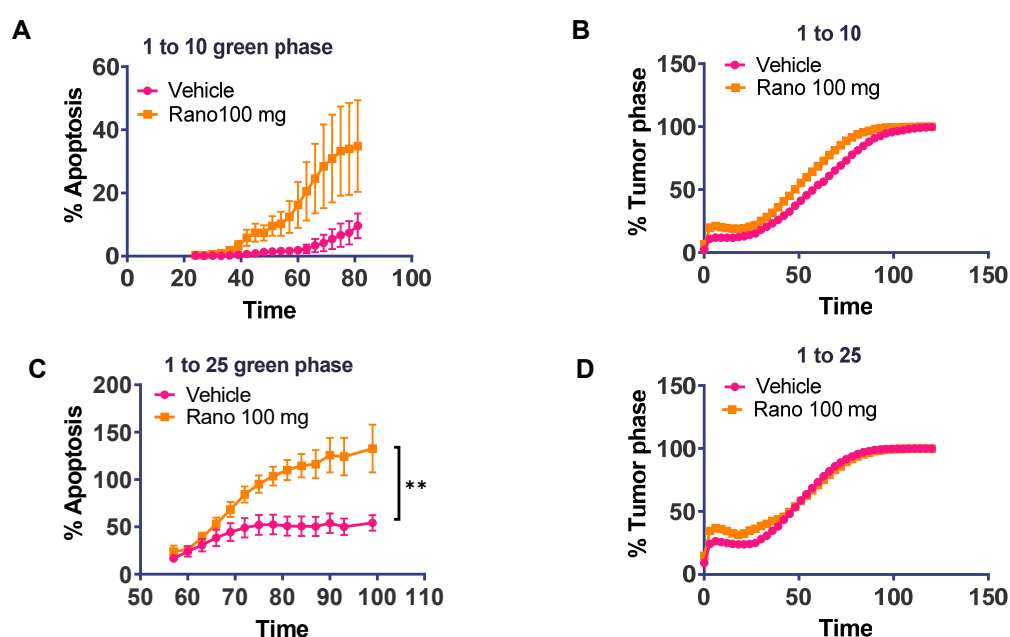 A
1 to 10 green phase
Vehicle
Rano100 mg
% Apoptosis
60
40
20
0
0 20 40 60 80 100
Time
B
1 to 10
Vehicle
Rano 100 mg
% Tumor phase
150
100
50
0
0 50 100 150
Time
C
1 to 25 green phase
Vehicle
Rano 100 mg
% Apoptosis
200
150
100
50
0
**
50 60 70 80 90 100 110
Time
D
1 to 25
Vehicle
Rano 100 mg
% Tumor phase
150
100
50
0
0 50 100 150
Time